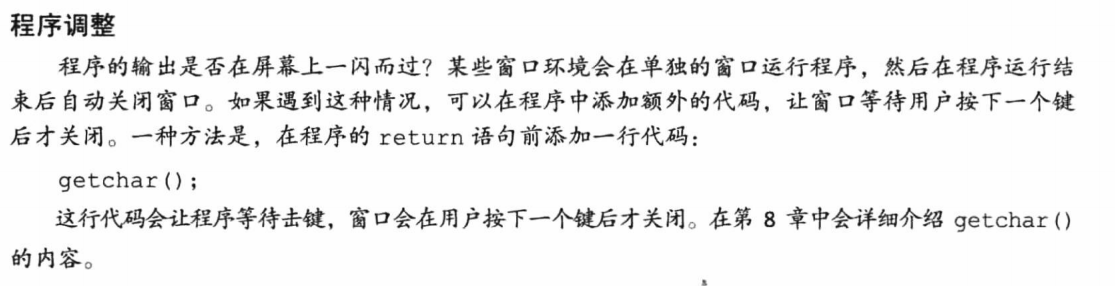 程序调整
程序的输出是否在屏幕上一闪而过？某些窗口环境会在单独的窗口运行程序，然后在程序运行结
束后自动关闭窗口。如果遇到这种情况，可以在程序中添加额外的代码，让窗口等待用户按下一个键
后才关闭。一种方法是，在程序的 return 语句前添加一行代码：
getchar();
这行代码会让程序等待击键，窗口会在用户按下一个键后才关闭。在第 8 章中会详细介绍 getchar()
的内容。